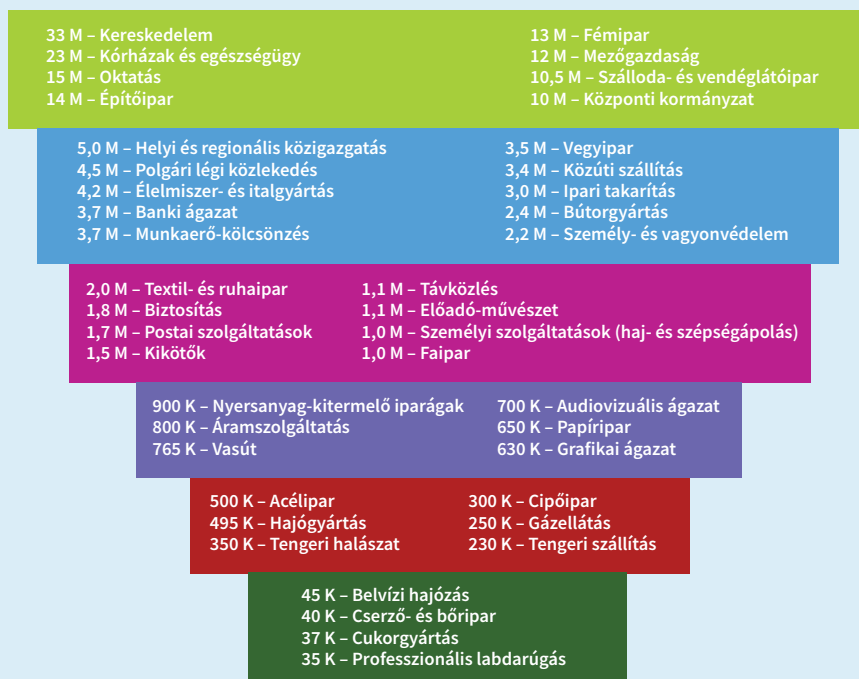 33 M – Kereskedelem
23 M – Kórházak és egészségügy
15 M – Oktatás
14 M – Építőipar
13 M – Fémipar
12 M – Mezőgazdaság
10,5 M – Szálloda- és vendéglátóipar
10 M – Központi kormányzat
5,0 M – Helyi és regionális közigazgatás
4,5 M – Polgári légi közlekedés
4,2 M – Élelmiszer- és italgyártás
3,7 M – Banki ágazat
3,7 M – Munkaerő-kölcsönzés
3,5 M – Vegyipar
3,4 M – Közúti szállítás
3,0 M – Ipari takarítás
2,4 M – Bútorgyártás
2,2 M – Személy- és vagyonvédelem
2,0 M – Textil- és ruhaipar
1,8 M – Biztosítás
1,7 M – Postai szolgáltatások
1,5 M – Kikötők
1,1 M – Távközlés
1,1 M – Előadó-művészet
1,0 M – Személyi szolgáltatások (haj- és szépségápolás)
1,0 M – Faipar
900 K – Nyersanyag-kitermelő iparágak
800 K – Áramszolgáltatás
765 K – Vasút
700 K – Audiovizuális ágazat
650 K – Papíripar
630 K – Grafikai ágazat
500 K – Acélipar
495 K – Hajógyártás
350 K – Tengeri halászat
300 K – Cipőipar
250 K – Gázellátás
230 K – Tengeri szállítás
45 K – Belvízi hajózás
40 K – Cserző- és bőripar
37 K – Cukorgyártás
35 K – Professzionális labdarúgás